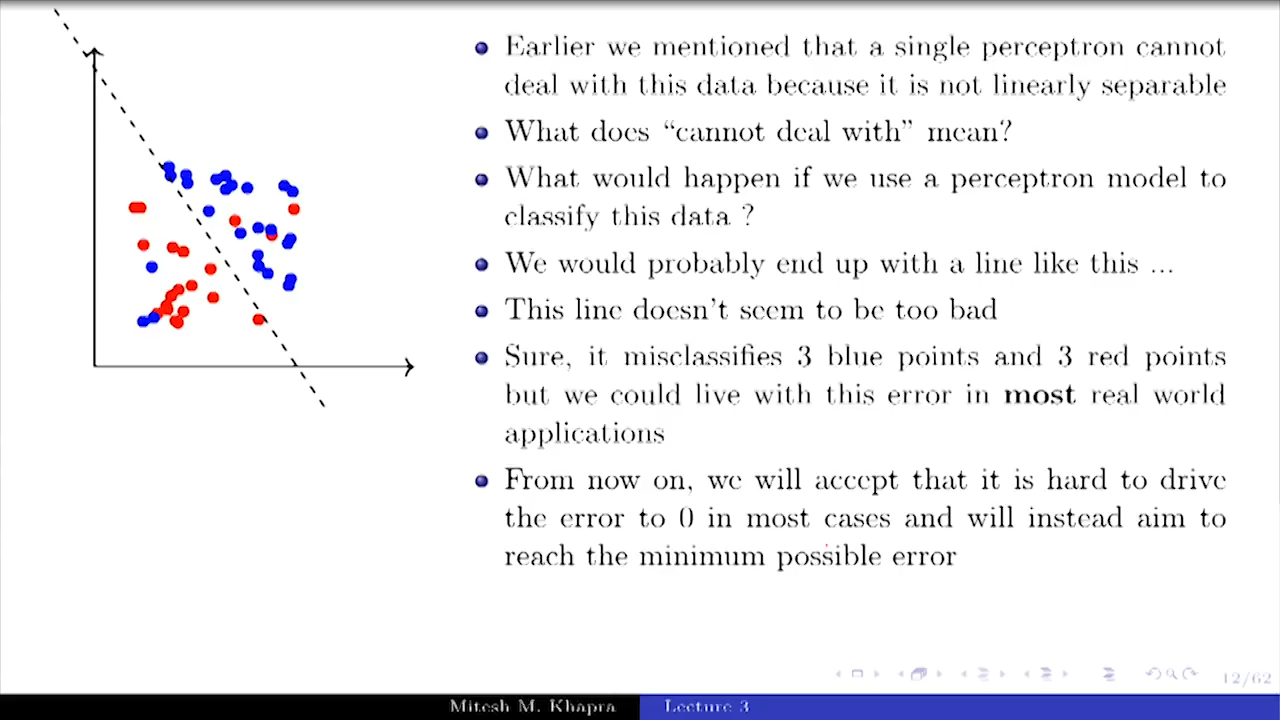 Earlier we mentioned that a single perceptron cannot
deal with this data because it is not linearly separable
What does “cannot deal with” mean?
What would happen if we use a perceptron model to
classify this data ?
We would probably end up with a line like this ...
This line doesn’t seem to be too bad
Sure, it misclassifies 3 blue points and 3 red points
but we could live with this error in most real world
applications
From now on, we will accept that it is hard to drive
the error to 0 in most cases and will instead aim to
reach the minimum possible error
12/62
Mitesh M. Khapra
Lecture 3